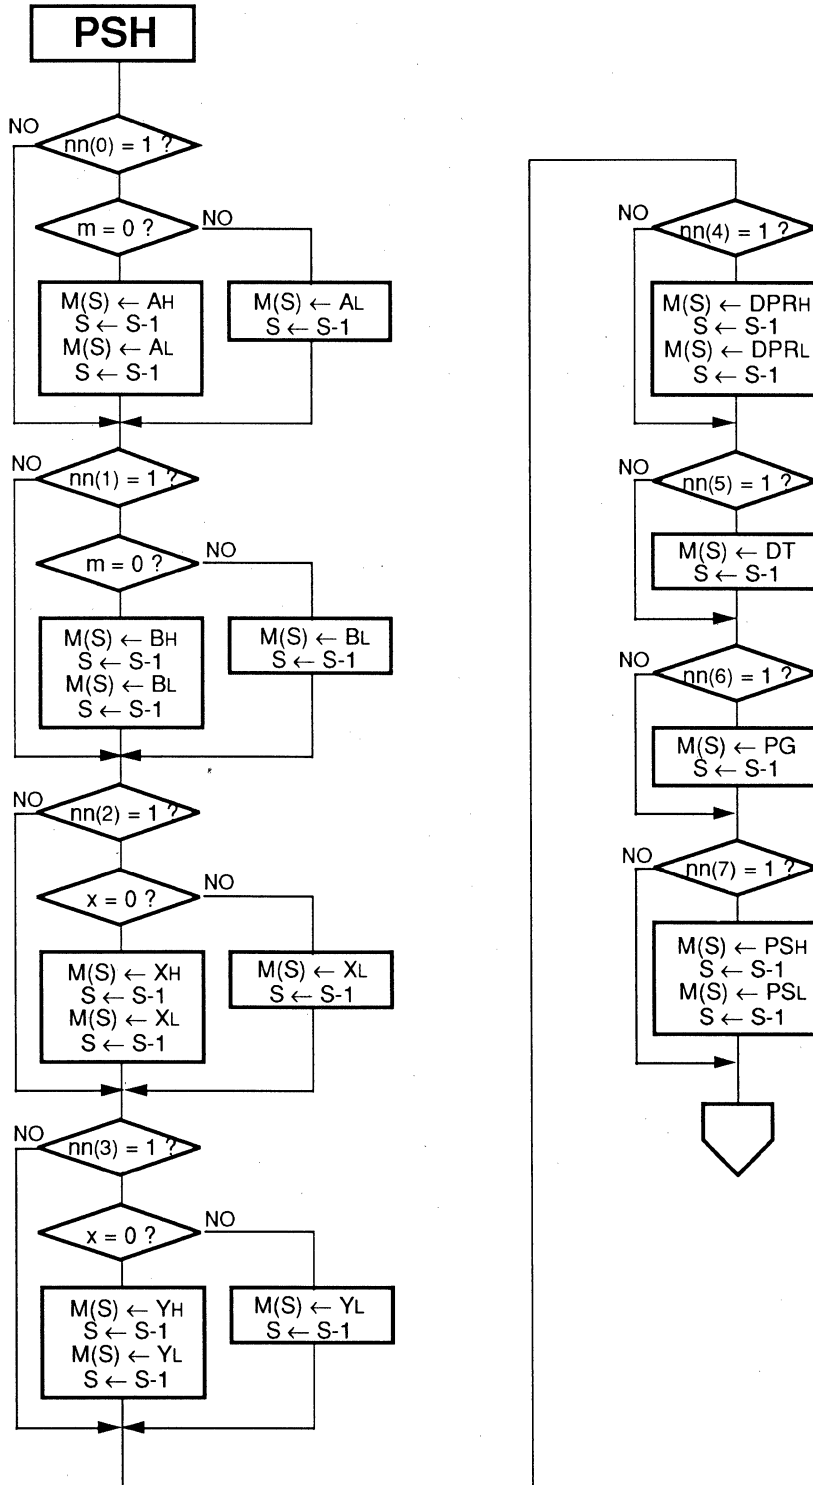 PSH
NO
nn(0) = 1 ?
m = 0 ?
NO
M(S) ← AH
S ← S-1
M(S) ← AL
S ← S-1
M(S) ← AL
S ← S-1
NO
nn(1) = 1 ?
m = 0 ?
NO
M(S) ← BH
S ← S-1
M(S) ← BL
S ← S-1
M(S) ← BL
S ← S-1
NO
nn(2) = 1 ?
x = 0 ?
NO
M(S) ← XH
S ← S-1
M(S) ← XL
S ← S-1
M(S) ← XL
S ← S-1
NO
nn(3) = 1 ?
x = 0 ?
NO
M(S) ← YH
S ← S-1
M(S) ← YL
S ← S-1
M(S) ← YL
S ← S-1
NO
nn(4) = 1 ?
M(S) ← DPRH
S ← S-1
M(S) ← DPRL
S ← S-1
NO
nn(5) = 1 ?
M(S) ← DT
S ← S-1
NO
nn(6) = 1 ?
M(S) ← PG
S ← S-1
NO
nn(7) = 1 ?
M(S) ← PSH
S ← S-1
M(S) ← PSL
S ← S-1